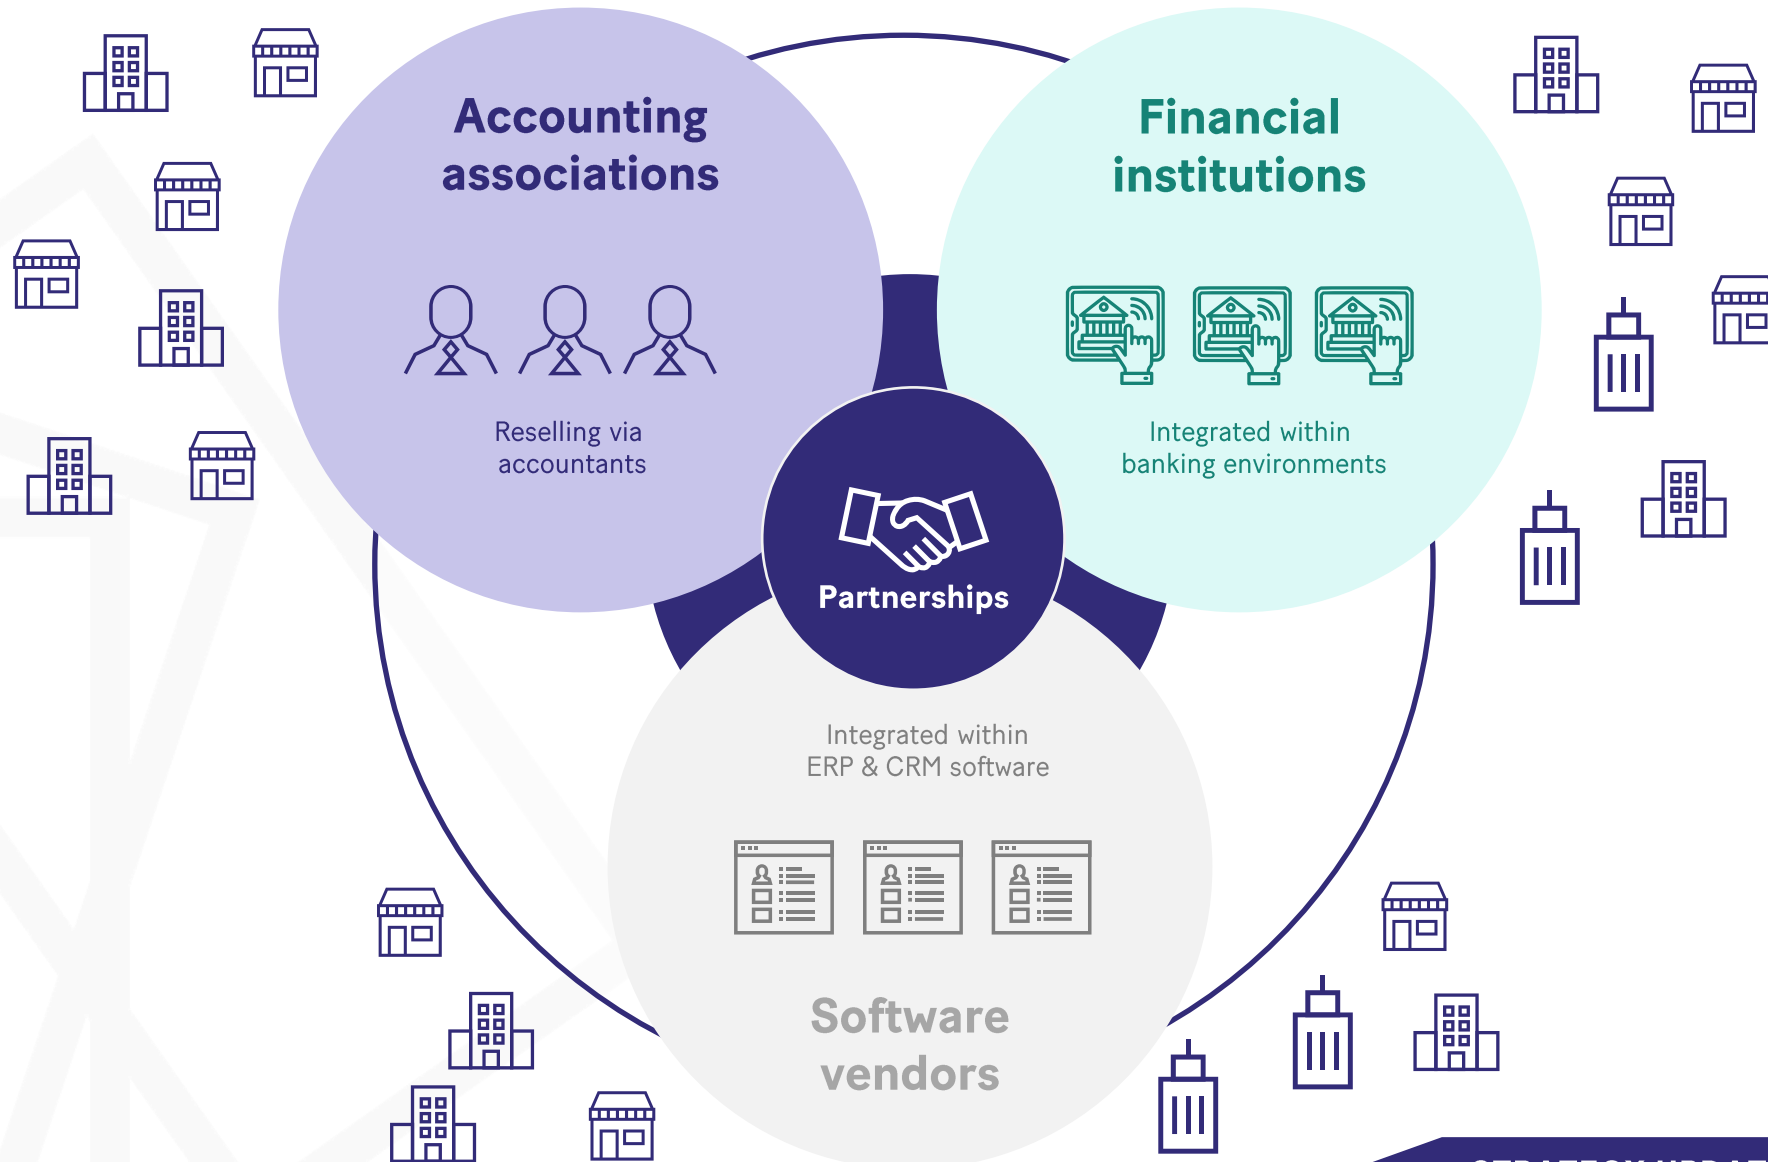 Accounting
associations
Reselling via
accountants
Financial
institutions
Integrated within
banking environments
Partnerships
Integrated within
ERP & CRM software
Software
vendors